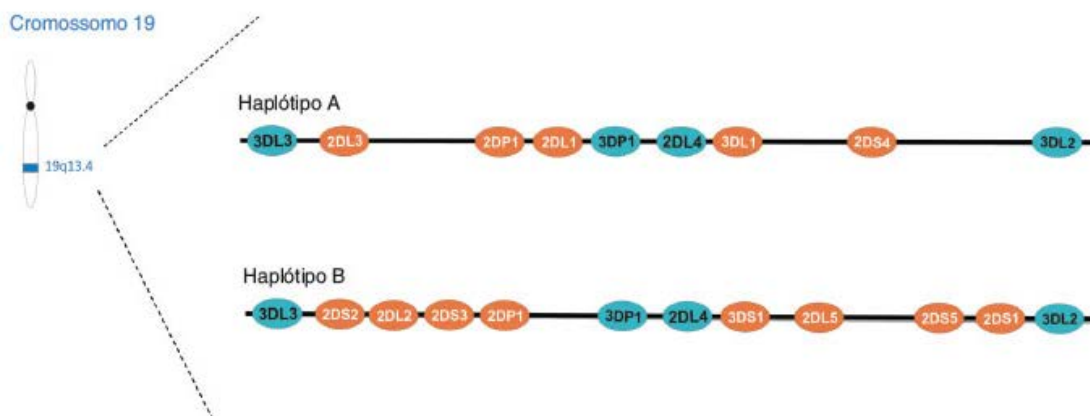 Cromossomo 19
19q13.4
Haplótipo A
3DL3 2DL3 2DP1 2DL1 3DP1 2DL4 3DL1 2DS4 3DL2
Haplótipo B
3DL3 2DS2 2DL2 2DS3 2DP1 3DP1 2DL4 3DS1 2DL5 2DS5 2DS1 3DL2